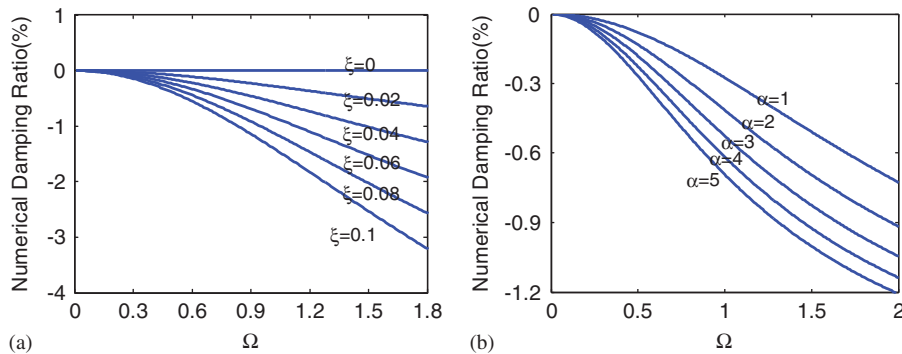 Numerical Damping Ratio(%)
1
0
-1
-2
-3
-4
ξ=0
ξ=0.02
ξ=0.04
ξ=0.06
ξ=0.08
ξ=0.1
0 0.3 0.6 0.9 1.2 1.5 1.8
(a)
Ω
Numerical Damping Ratio(%)
0
-0.3
-0.6
-0.9
-1.2
α=1
α=2
α=3
α=4
α=5
0 0.5 1 1.5 2
(b)
Ω